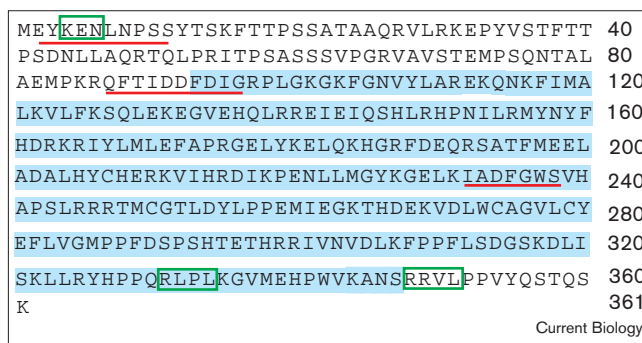 MEYKENLNPSSYTSKFTTPSSATAAQRVLRKEPYVSTFTT 40
PSDNLLAQRTQLPRITPSASSSVPGRVAVSTEMPSQNTAL 80
AEMPKRQFTIDDFDIGRPLGKGKFGNVYLAREKQNKFIMA 120
LKVLFKSQLEKEGVEHQLRREIEIQSHLRHPNILRMYNYF 160
HDRKRIYLMLEFAPRGELYKELQKHGRFDEQRSATFMEEL 200
ADALHYCHERKVIHRDIKPENLLMGYKGELKIADFGWSVH 240
APSLRRRTMCGTLDYLPPEMIEGKTHDEKVDLWCAGVLCY 280
EFLVGMPPFDSPSHTETHRRIVNVDLKFPPFLSDGSKDLI 320
SKLLRYHPPQRLPLKGVMEHPWVKANSRRVLPPVYQSTQS 360
K 361
Current Biology